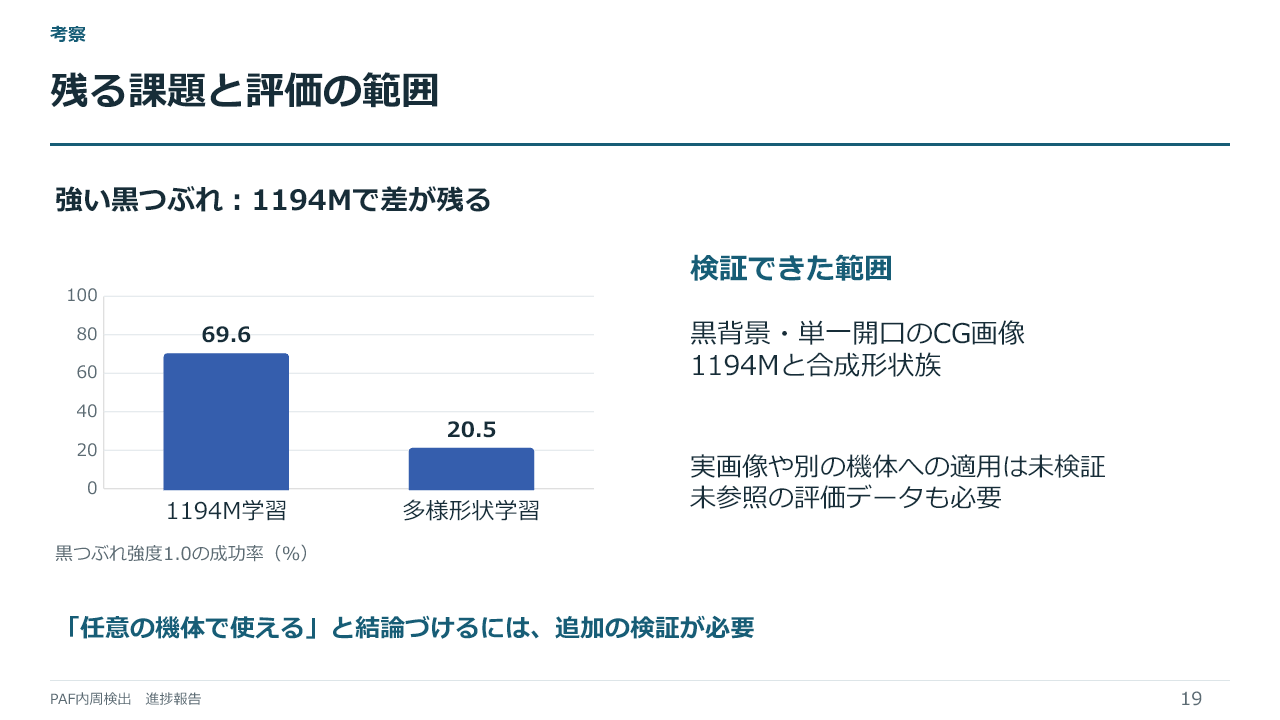 考察
残る課題と評価の範囲
強い黒つぶれ：1194Mで差が残る
100
80
60
40
20
0
69.6
20.5
1194M学習
多様形状学習
黒つぶれ強度1.0の成功率（%）
検証できた範囲
黒背景・単一開口のCG画像
1194Mと合成形状族
実画像や別の機体への適用は未検証
未参照の評価データも必要
「任意の機体で使える」と結論づけるには、追加の検証が必要
PAF内周検出　進捗報告
19